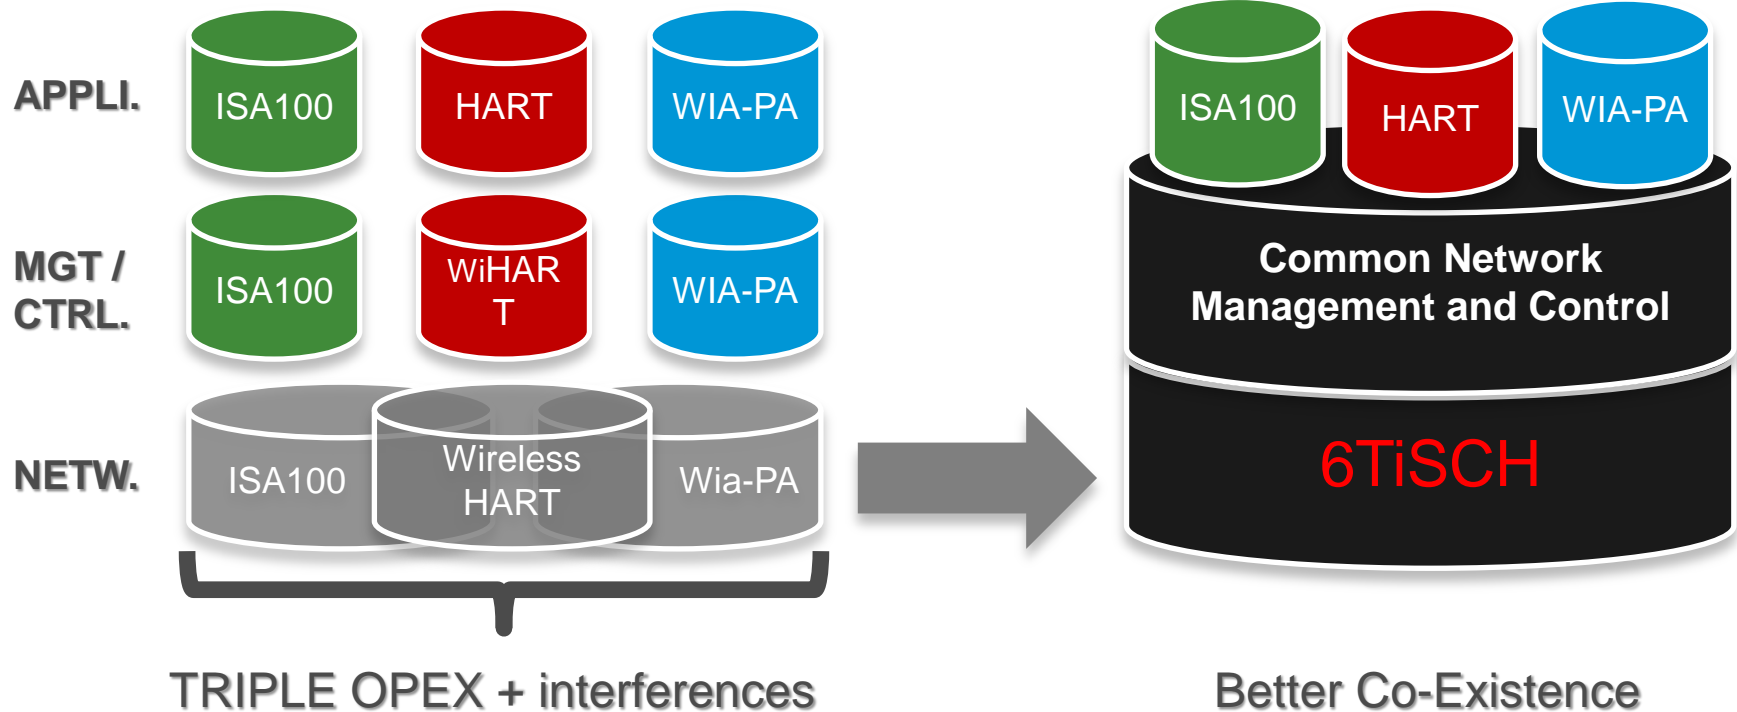 APPLI.
ISA100
HART
WIA-PA
MGT /
CTRL.
ISA100
WiHAR
T
WIA-PA
NETW.
ISA100
Wireless
HART
Wia-PA
TRIPLE OPEX + interferences
ISA100
HART
WIA-PA
Common Network
Management and Control
6TiSCH
Better Co-Existence